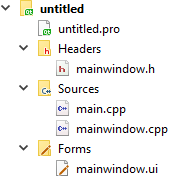 untitled
untitled.pro
Headers
mainwindow.h
Sources
main.cpp
mainwindow.cpp
Forms
mainwindow.ui